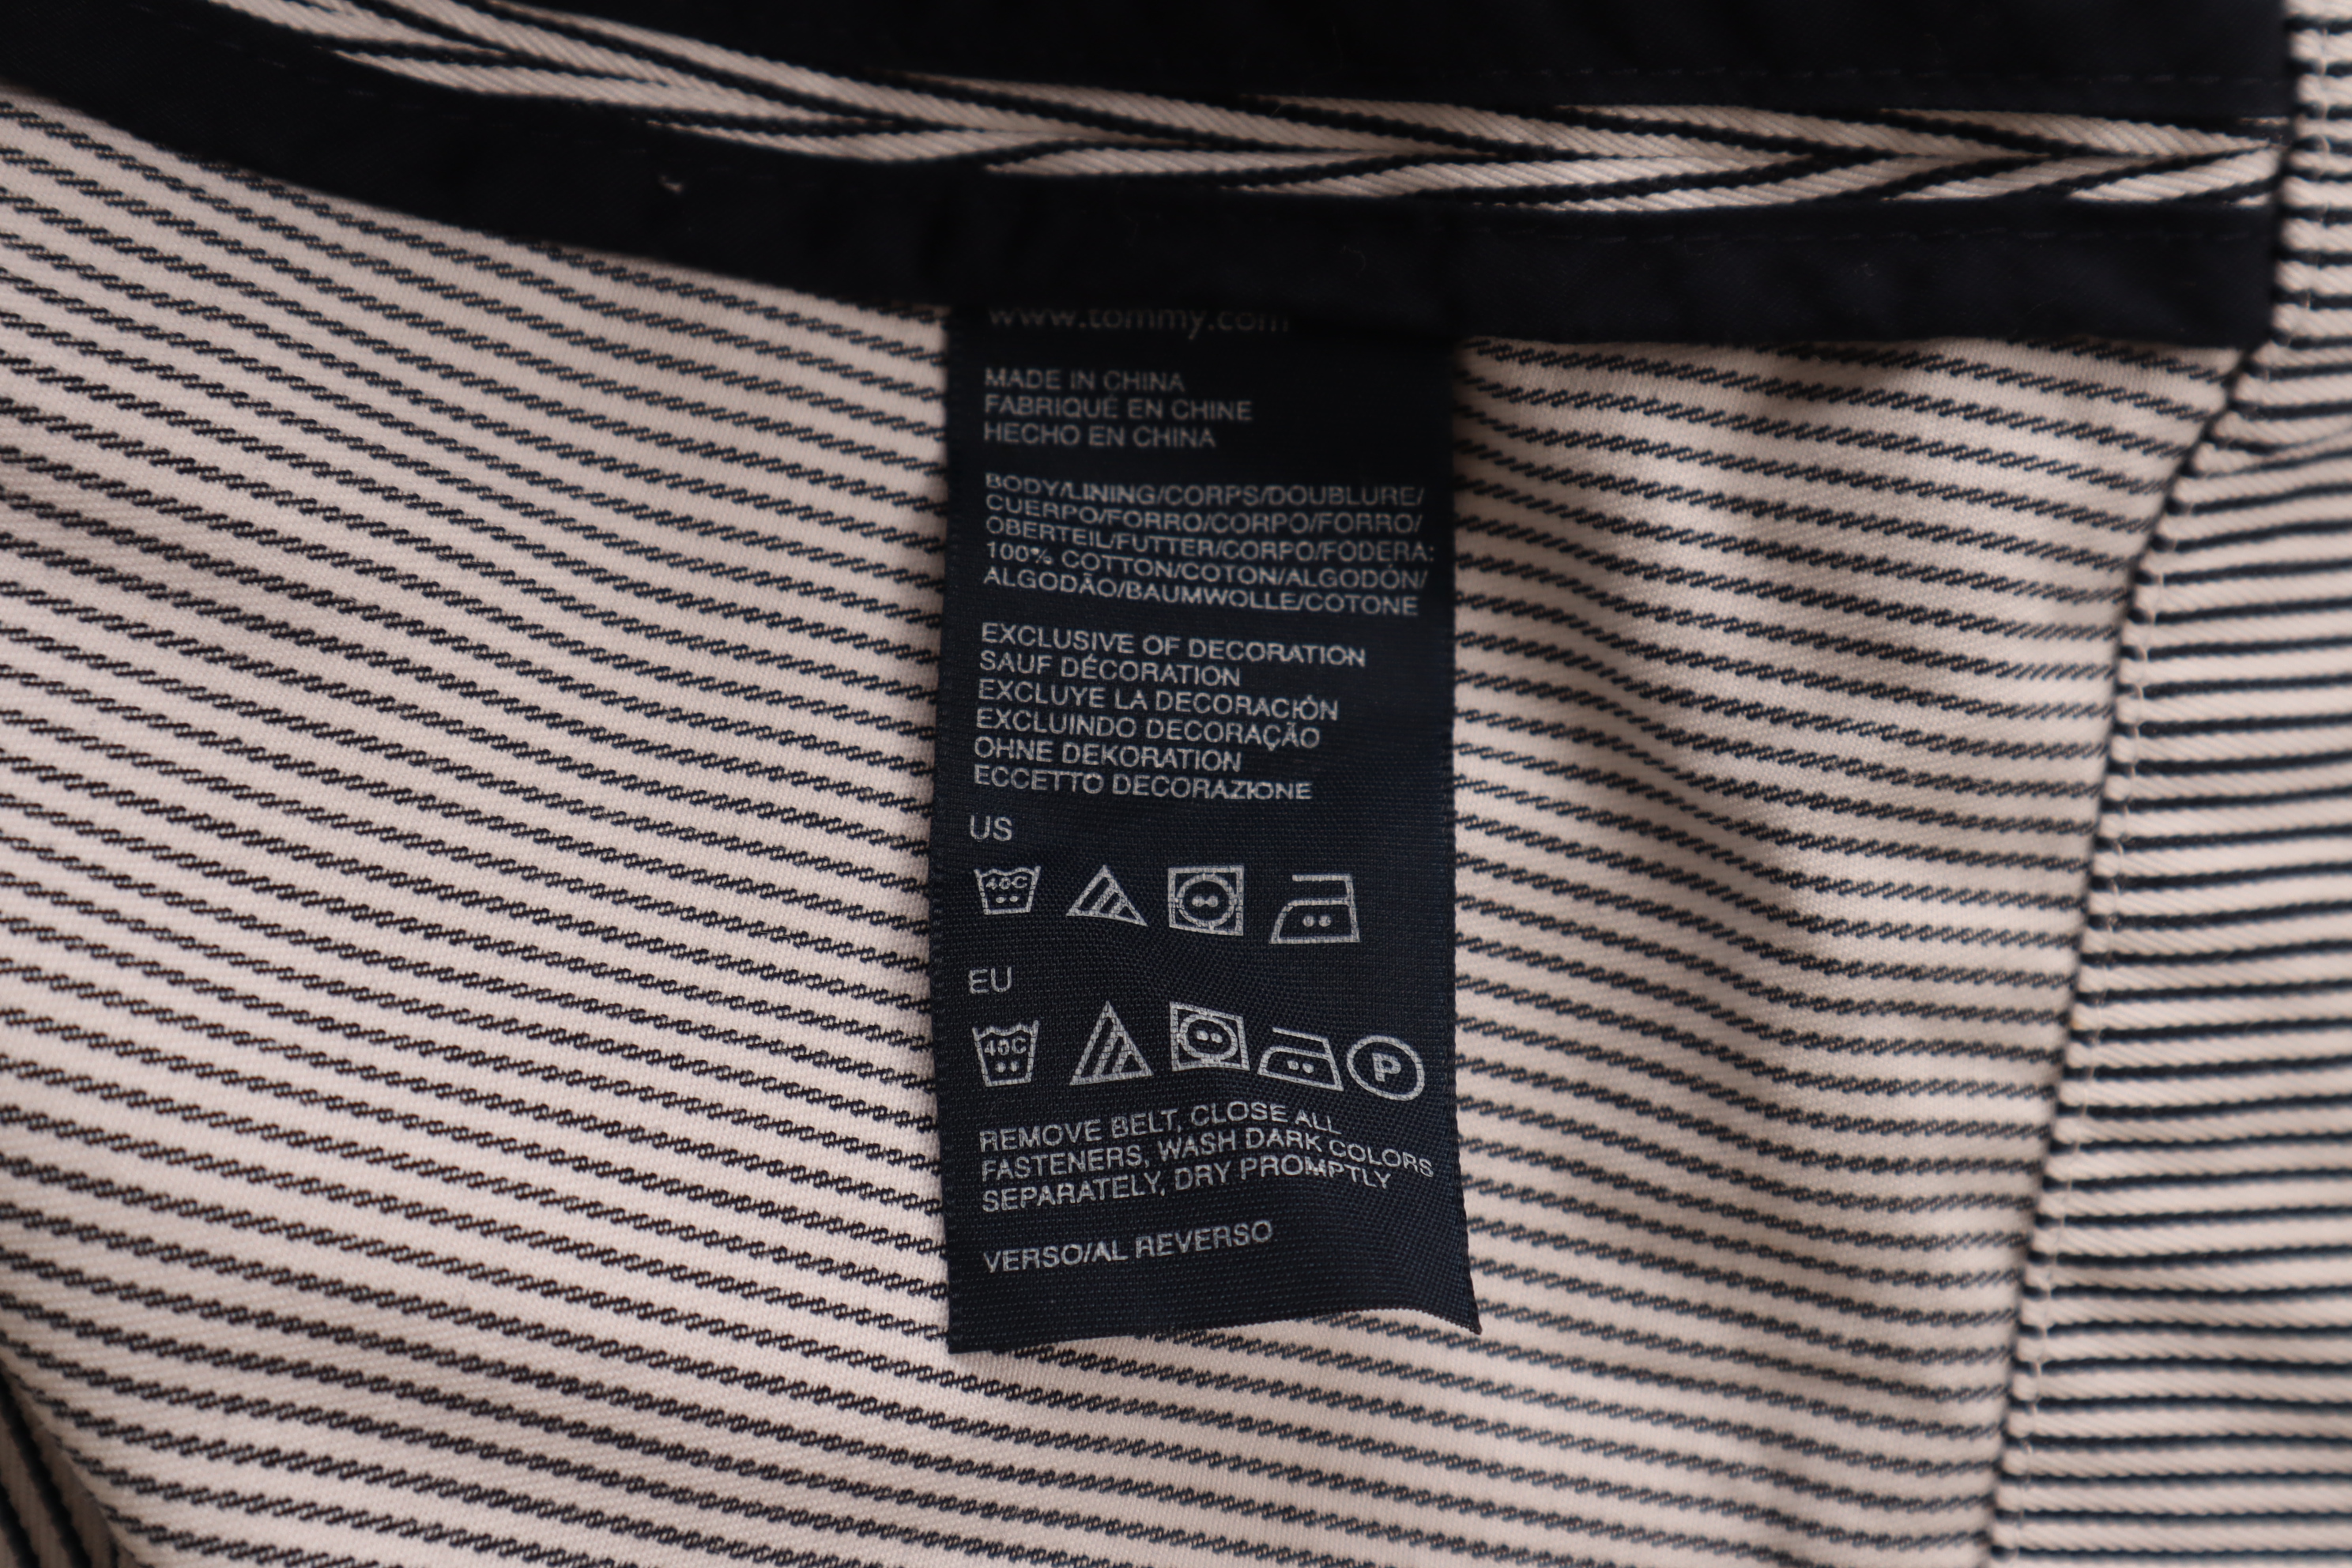 www.tommy.com
MADE IN CHINA
FABRIQUÉ EN CHINE
HECHO EN CHINA
BODY/LINING/CORPS/DOUBLURE/
CUERPO/FORRO/CORPO/FORRO/
OBERTEIL/FUTTER/CORPO/FODERA:
100% COTTON/COTON/ALGODÓN/
ALGODÃO/BAUMWOLLE/COTONE
EXCLUSIVE OF DECORATION
SAUF DÉCORATION
EXCLUYE LA DECORACIÓN
EXCLUINDO DECORAÇÃO
OHNE DEKORATION
ECCETTO DECORAZIONE
US
40C
EU
40C P
REMOVE BELT, CLOSE ALL
FASTENERS, WASH DARK COLORS
SEPARATELY, DRY PROMPTLY
VERSO/AL REVERSO